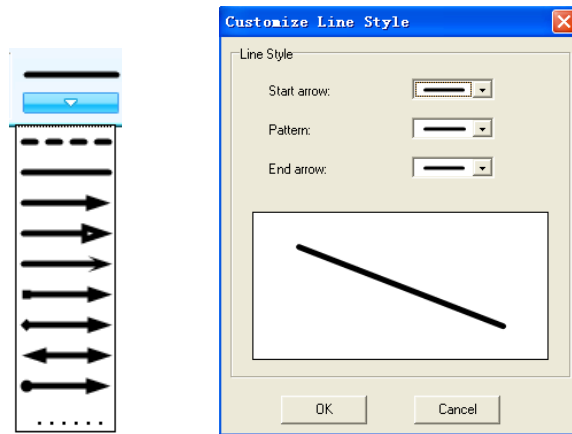 Customize Line Style
Line Style
Start arrow:
Pattern:
End arrow:
OK
Cancel
......